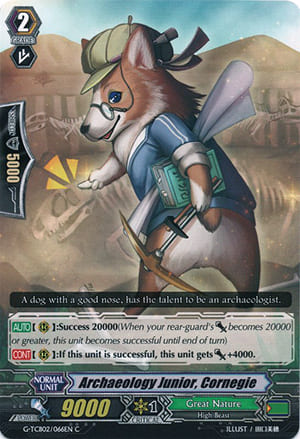 2
GRADE
5000
A dog with a good nose, has the talent to be an archaeologist.
AUTO :Success 20000(When your rear-guard's becomes 20000
or greater, this unit becomes successful until end of turn)
CONT :If this unit is successful, this unit gets +4000.
NORMAL
UNIT
Archaeology Junior, Cornegie
POWER
9000
1
CRITICAL
Great Nature
High Beast
G-TCB02/066EN C
ILLUST /